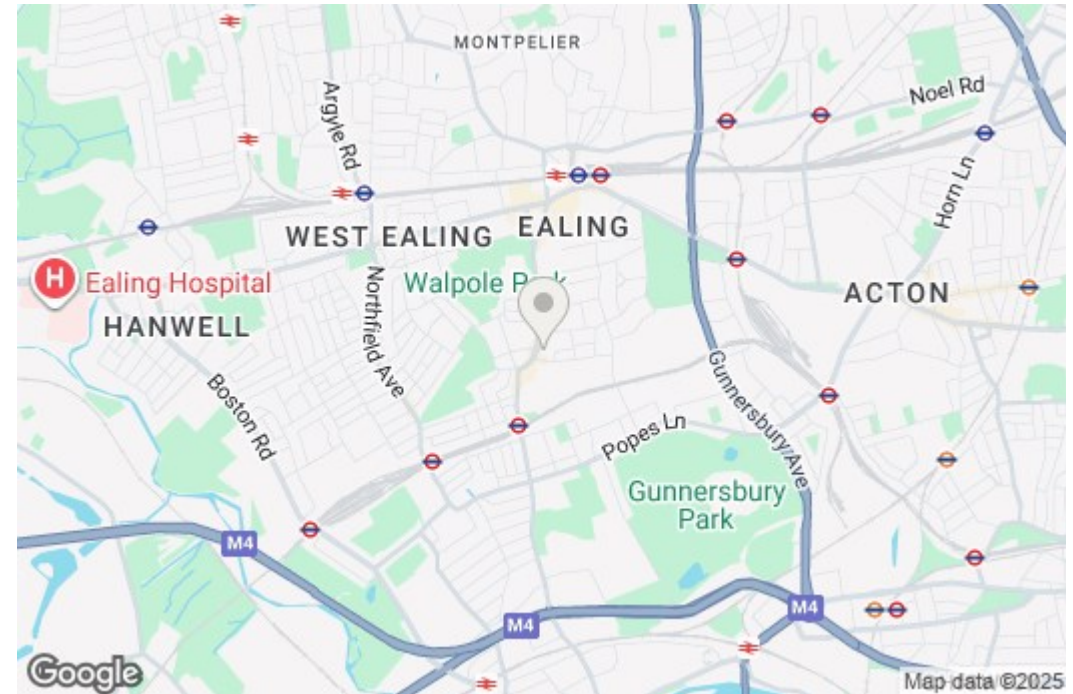 MONTPELIER
Noel Rd
Argyle Rd
Horn Ln
WEST EALING
EALING
H
Ealing Hospital
Walpole Park
ACTON
HANWELL
Northfield Ave
Gunnersbury Ave
Boston Rd
Popes Ln
Gunnersbury
Park
M4
M4
M4
Google
Map data ©2025